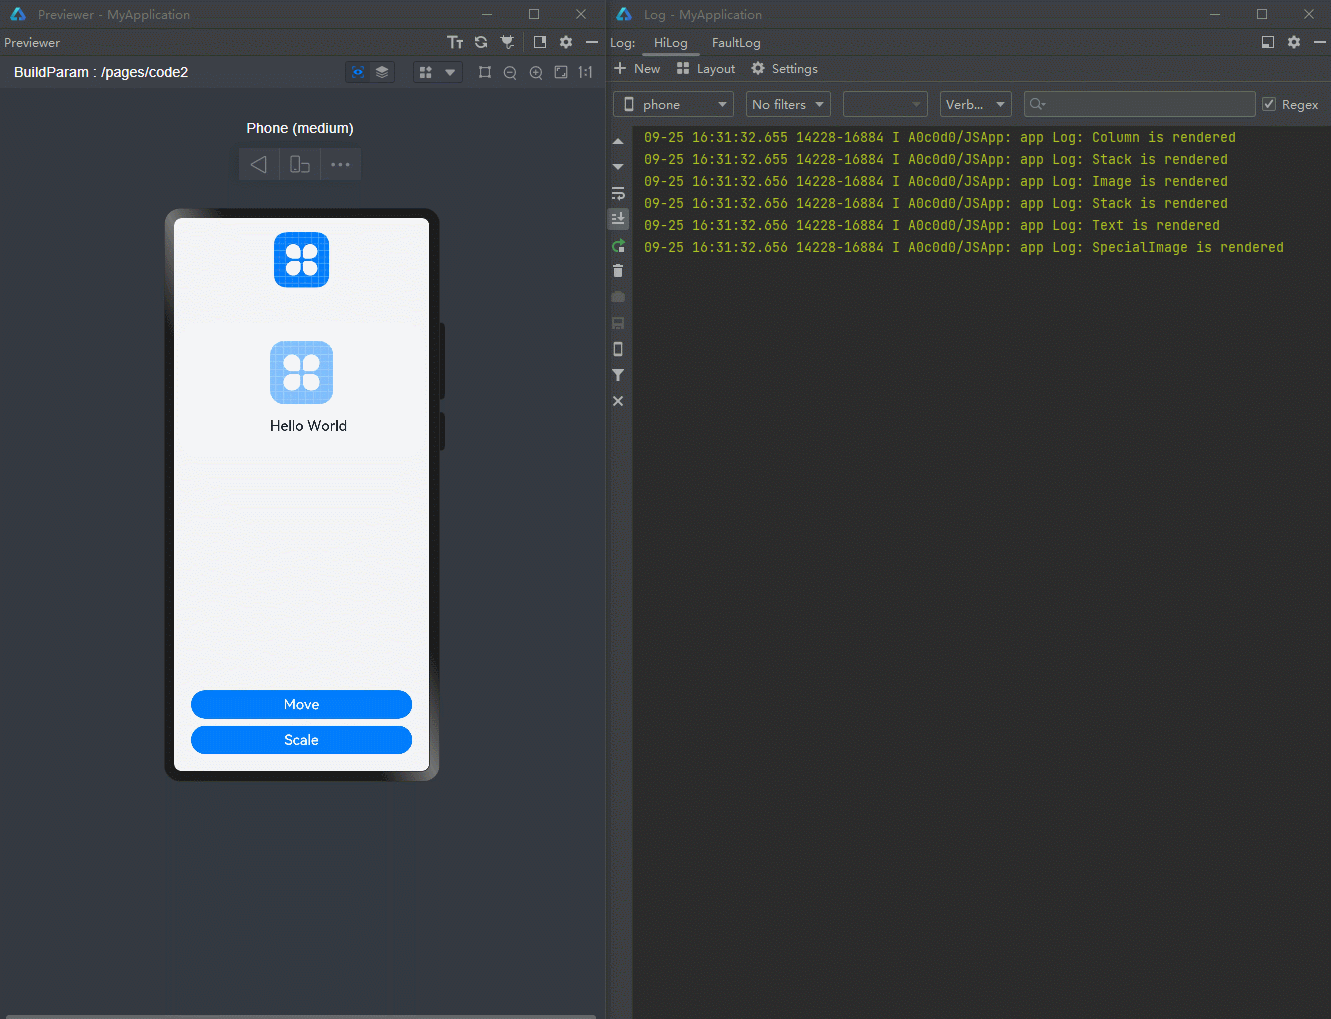 Previewer - MyApplication
Previewer
BuildParam : /pages/code2
1:1
Phone (medium)
Hello World
Move
Scale
Log - MyApplication
Log: HiLog FaultLog
New Layout Settings
phone No filters Verb... Regex
09-25 16:31:32.655 14228-16884 I A0c0d0/JSApp: app Log: Column is rendered
09-25 16:31:32.655 14228-16884 I A0c0d0/JSApp: app Log: Stack is rendered
09-25 16:31:32.656 14228-16884 I A0c0d0/JSApp: app Log: Image is rendered
09-25 16:31:32.656 14228-16884 I A0c0d0/JSApp: app Log: Stack is rendered
09-25 16:31:32.656 14228-16884 I A0c0d0/JSApp: app Log: Text is rendered
09-25 16:31:32.656 14228-16884 I A0c0d0/JSApp: app Log: SpecialImage is rendered